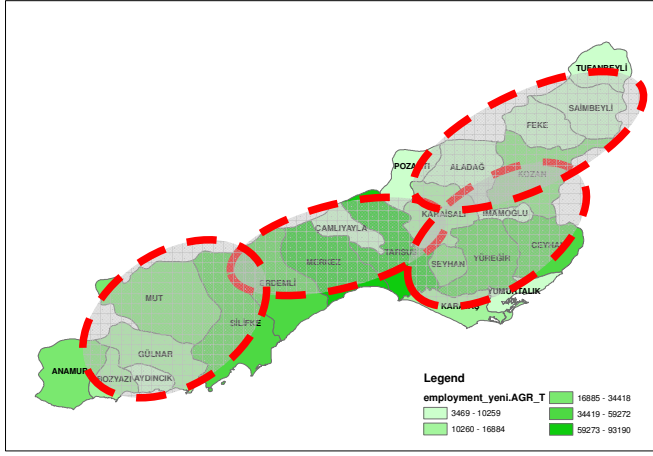 TUFANBEYLİ
SAİMBEYLİ
FEKE
POZANTI
ALADAĞ
KOZAN
KARAİSALI
İMAMOĞLU
ÇAMLIYAYLA
TARSUS
CEYHAN
MERKEZ
YÜREĞİR
SEYHAN
ERDEMLİ
YUMURTALIK
MUT
KARATAŞ
SİLİFKE
GÜLNAR
ANAMUR
BOZYAZI AYDINCIK
Legend
employment_yeni.AGR_T
3469 - 10259
10260 - 16884
16885 - 34418
34419 - 59272
59273 - 93190